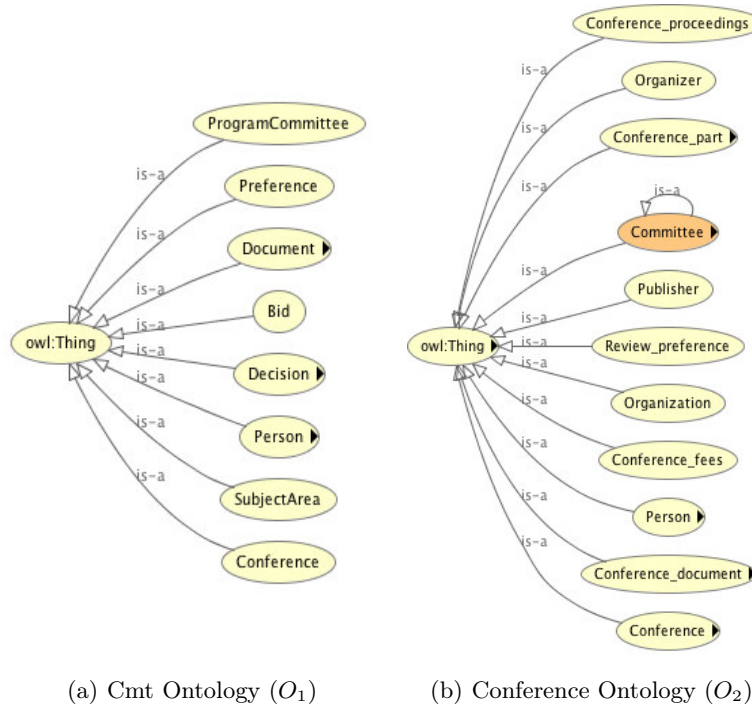 ProgramCommittee
is-a
Preference
is-a
Document
is-a
Bid
is-a
owl:Thing
is-a
Decision
is-a
Person
is-a
SubjectArea
is-a
Conference
(a) Cmt Ontology (O1)
Conference_proceedings
is-a
Organizer
is-a
Conference_part
is-a
is-a
Committee
is-a
Publisher
is-a
owl:Thing
is-a
Review_preference
is-a
Organization
is-a
Conference_fees
is-a
Person
is-a
Conference_document
is-a
Conference
(b) Conference Ontology (O2)